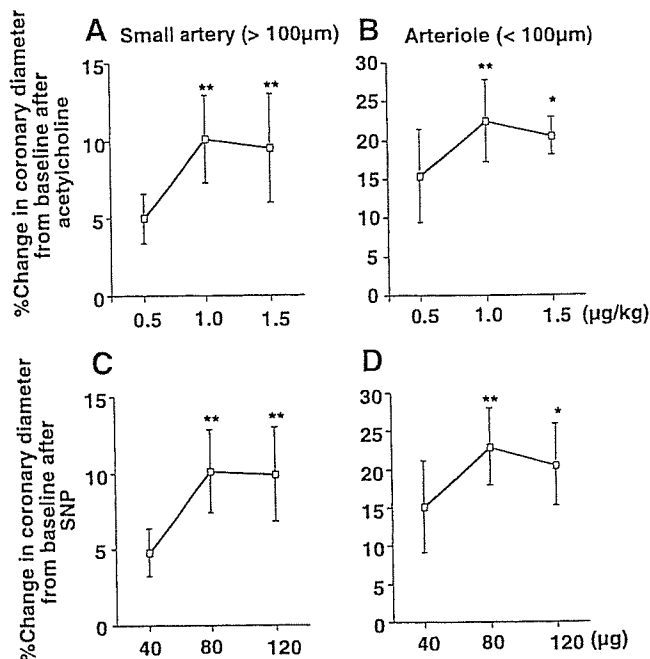 A Small artery (> 100µm)
B Arteriole (< 100µm)
%Change in coronary diameter
from baseline after
acetylcholine
15
10
5
0
** **
0.5 1.0 1.5
30
25
20
15
10
5
0
** *
0.5 1.0 1.5 (µg/kg)
C
D
%Change in coronary diameter
from baseline after
SNP
15
10
5
0
** **
40 80 120
30
25
20
15
10
5
0
** *
40 80 120 (µg)